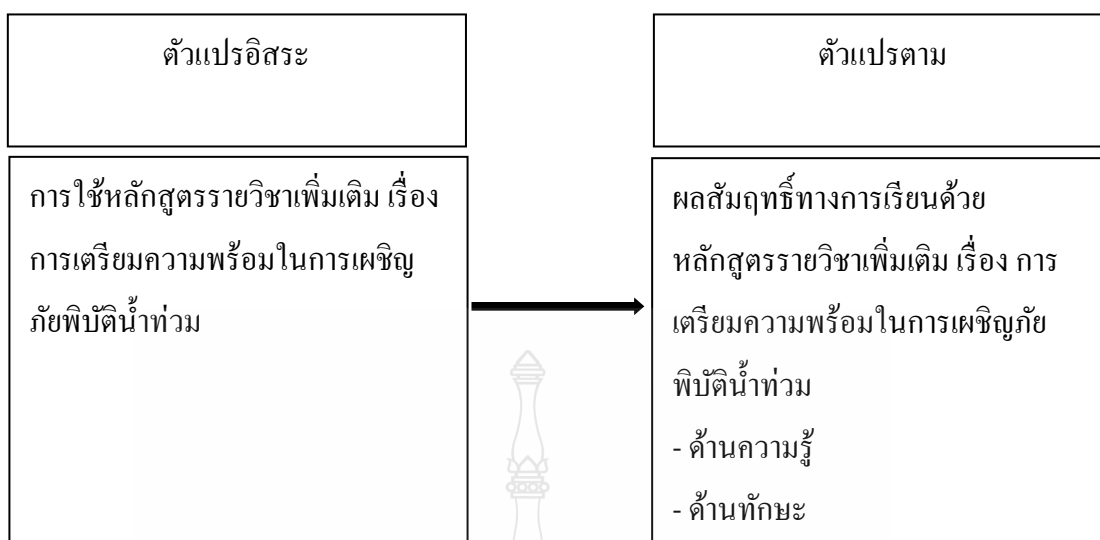 ตัวแปรอิสระ
ตัวแปรตาม
การใช้หลักสูตรรายวิชาเพิ่มเติม เรื่อง
การเตรียมความพร้อมในการเผชิญ
ภัยพิบัติน้ำท่วม
ผลสัมฤทธิ์ทางการเรียนด้วย
หลักสูตรรายวิชาเพิ่มเติม เรื่อง การ
เตรียมความพร้อมในการเผชิญภัย
พิบัติน้ำท่วม
- ด้านความรู้
- ด้านทักษะ